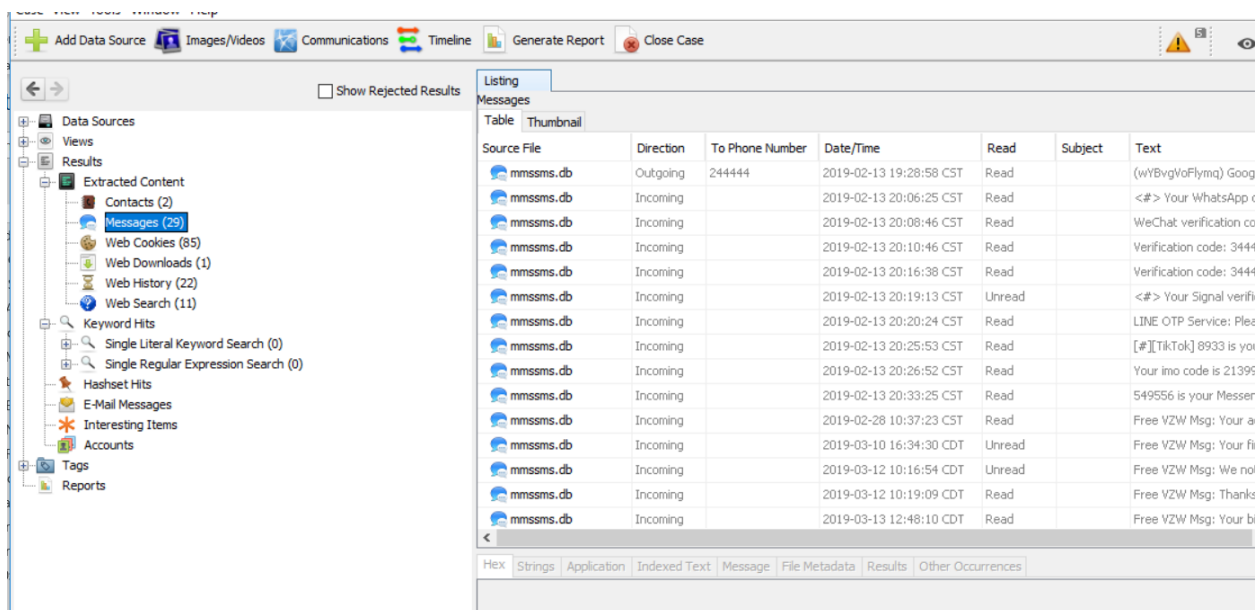 Case View Tools Window Help
Add Data Source Images/Videos Communications Timeline Generate Report Close Case 5
Show Rejected Results
Data Sources
Views
Results
Extracted Content
Contacts (2)
Messages (29)
Web Cookies (85)
Web Downloads (1)
Web History (22)
Web Search (11)
Keyword Hits
Single Literal Keyword Search (0)
Single Regular Expression Search (0)
Hashset Hits
E-Mail Messages
Interesting Items
Accounts
Tags
Reports
Listing
Messages
Table Thumbnail
Source File Direction To Phone Number Date/Time Read Subject Text
mmssms.db Outgoing 244444 2019-02-13 19:28:58 CST Read (wYBvgVoFlymq) Goog
mmssms.db Incoming 2019-02-13 20:06:25 CST Read <#> Your WhatsApp c
mmssms.db Incoming 2019-02-13 20:08:46 CST Read WeChat verification co
mmssms.db Incoming 2019-02-13 20:10:46 CST Read Verification code: 3444
mmssms.db Incoming 2019-02-13 20:16:38 CST Read Verification code: 3444
mmssms.db Incoming 2019-02-13 20:19:13 CST Unread <#> Your Signal verifi
mmssms.db Incoming 2019-02-13 20:20:24 CST Read LINE OTP Service: Plea
mmssms.db Incoming 2019-02-13 20:25:53 CST Read [#][TikTok] 8933 is you
mmssms.db Incoming 2019-02-13 20:26:52 CST Read Your imo code is 21399
mmssms.db Incoming 2019-02-13 20:33:25 CST Read 549556 is your Messen
mmssms.db Incoming 2019-02-28 10:37:23 CST Read Free VZW Msg: Your a
mmssms.db Incoming 2019-03-10 16:34:30 CDT Unread Free VZW Msg: Your fi
mmssms.db Incoming 2019-03-12 10:16:54 CDT Unread Free VZW Msg: We no
mmssms.db Incoming 2019-03-12 10:19:09 CDT Read Free VZW Msg: Thanks
mmssms.db Incoming 2019-03-13 12:48:10 CDT Read Free VZW Msg: Your bi
Hex Strings Application Indexed Text Message File Metadata Results Other Occurrences